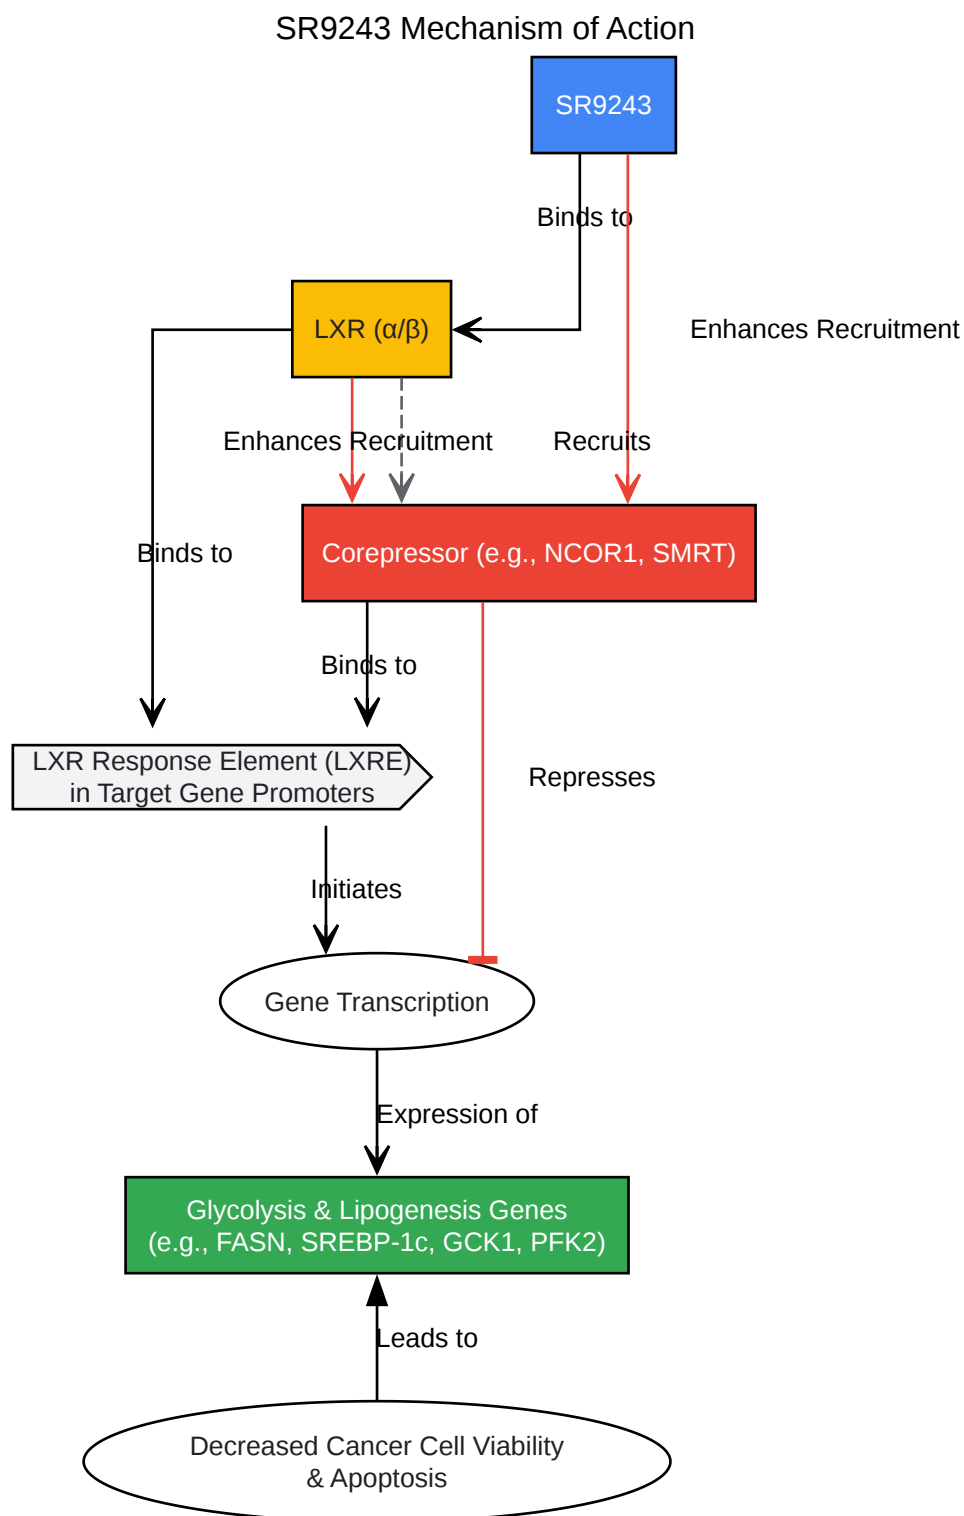 SR9243 Mechanism of Action
SR9243
Binds to
LXR (α/β)
Enhances Recruitment
Enhances Recruitment
Recruits
Binds to
Corepressor (e.g., NCOR1, SMRT)
Binds to
LXR Response Element (LXRE)
in Target Gene Promoters
Represses
Initiates
Gene Transcription
Expression of
Glycolysis & Lipogenesis Genes
(e.g., FASN, SREBP-1c, GCK1, PFK2)
Leads to
Decreased Cancer Cell Viability
& Apoptosis